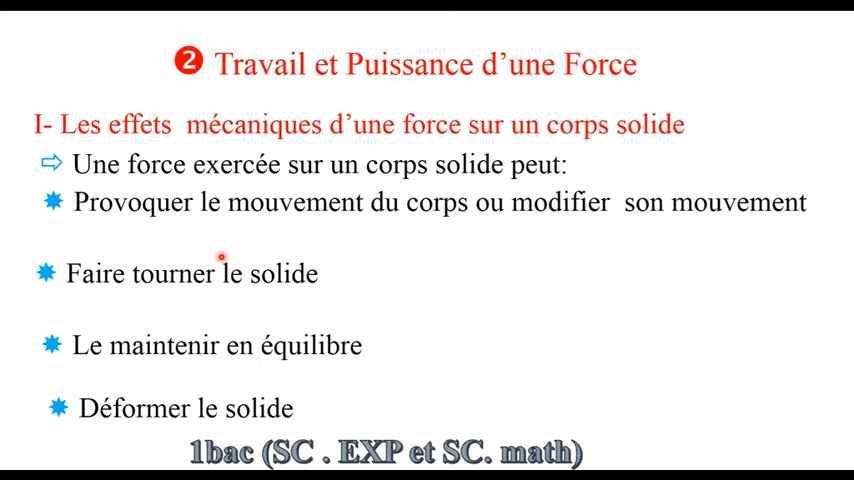 ❷ Travail et Puissance d’une Force
I- Les effets mécaniques d’une force sur un corps solide
⇨ Une force exercée sur un corps solide peut:
✸ Provoquer le mouvement du corps ou modifier son mouvement
✸ Faire tourner le solide
✸ Le maintenir en équilibre
✸ Déformer le solide
1bac (SC . EXP et SC. math)